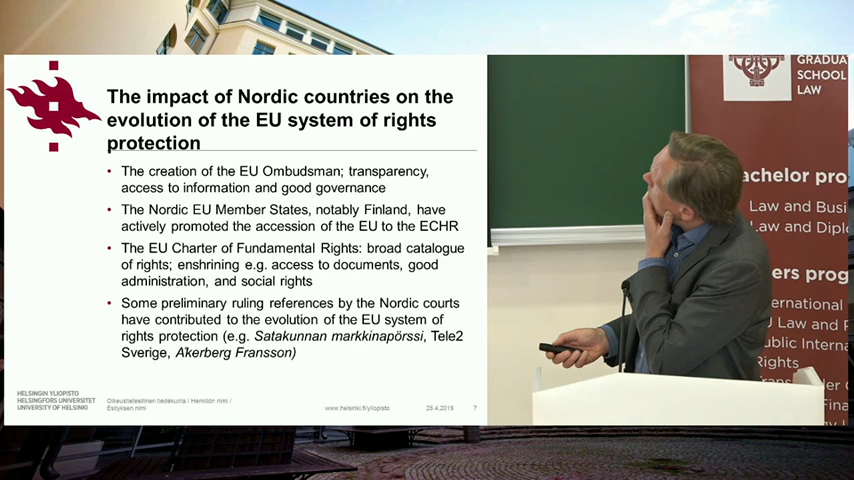 The impact of Nordic countries on the
evolution of the EU system of rights
protection
• The creation of the EU Ombudsman; transparency,
access to information and good governance
• The Nordic EU Member States, notably Finland, have
actively promoted the accession of the EU to the ECHR
• The EU Charter of Fundamental Rights: broad catalogue
of rights; enshrining e.g. access to documents, good
administration, and social rights
• Some preliminary ruling references by the Nordic courts
have contributed to the evolution of the EU system of
rights protection (e.g. Satakunnan markkinapörssi, Tele2
Sverige, A'kerberg Fransson)
HELSINGIN YLIOPISTO
HELSINGFORS UNIVERSITET
UNIVERSITY OF HELSINKI
Oikeustieteellinen tiedekunta / Henkilön nimi /
Esityksen nimi
www.helsinki.fi/yliopisto
26.4.2019
7
GRADUA
SCHOOL
LAW
achelor pro
Law and Busi
Law and Diplo
ers prog
ternational
U Law and
ublic Interna
Rights